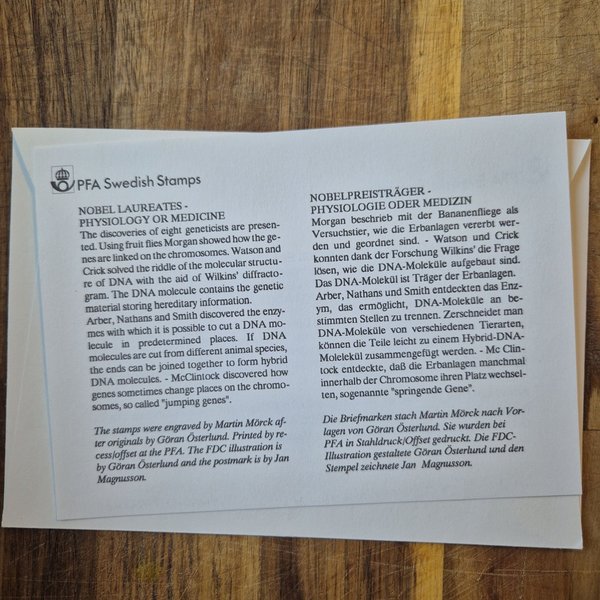 PFA Swedish Stamps
NOBEL LAUREATES -
PHYSIOLOGY OR MEDICINE
The discoveries of eight geneticists are presen-
ted. Using fruit flies Morgan showed how the ge-
nes are linked on the chromosomes. Watson and
Crick solved the riddle of the molecular structu-
re of DNA with the aid of Wilkins' diffracto-
gram. The DNA molecule contains the genetic
material storing hereditary information.
Arber, Nathans and Smith discovered the enzy-
mes with which it is possible to cut a DNA mo-
lecule in predetermined places. If DNA
molecules are cut from different animal species,
the ends can be joined together to form hybrid
DNA molecules. - McClintock discovered how
genes sometimes change places on the chromo-
somes, so called "jumping genes".
The stamps were engraved by Martin Mörck af-
ter originals by Göran Österlund. Printed by re-
cess/offset at the PFA. The FDC illustration is
by Göran Österlund and the postmark is by Jan
Magnusson.
NOBELPREISTRÄGER -
PHYSIOLOGIE ODER MEDIZIN
Morgan beschrieb mit der Bananenfliege als
Versuchstier, wie die Erbanlagen vererbt wer-
den und geordnet sind. - Watson und Crick
konnten dank der Forschung Wilkins' die Frage
lösen, wie die DNA-Moleküle aufgebaut sind.
Das DNA-Molekül ist Träger der Erbanlagen.
Arber, Nathans und Smith entdeckten das Enz-
ym, das ermöglicht, DNA-Moleküle an be-
stimmten Stellen zu trennen. Zerschneidet man
DNA-Moleküle von verschiedenen Tierarten,
können die Teile leicht zu einem Hybrid-DNA-
Molelekül zusammengefügt werden. - Mc Clin-
tock entdeckte, daß die Erbanlagen manchmal
innerhalb der Chromosome ihren Platz wechsel-
ten, sogenannte "springende Gene".
Die Briefmarken stach Martin Mörck nach Vor-
lagen von Göran Österlund. Sie wurden bei
PFA in Stahldruck/Offset gedruckt. Die FDC-
Illustration gestaltete Göran Österlund und den
Stempel zeichnete Jan Magnusson.